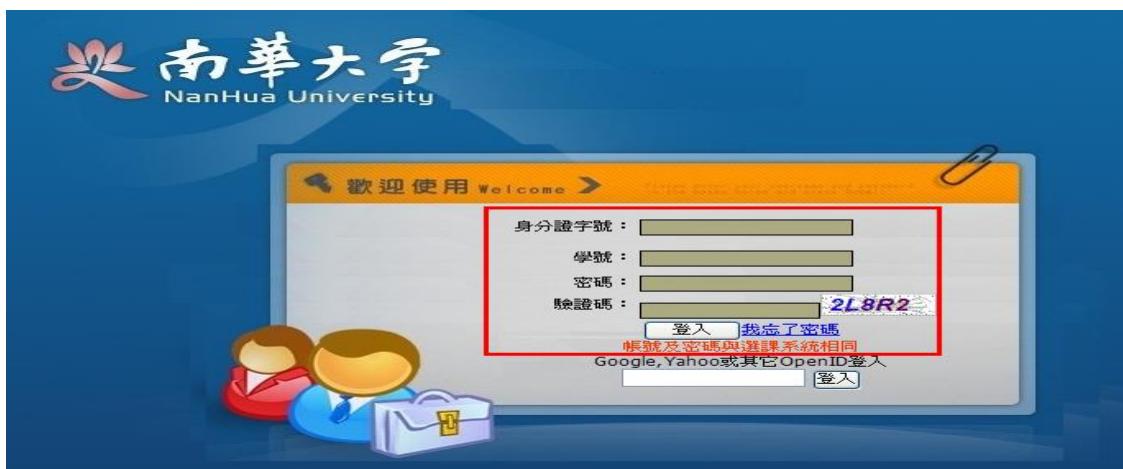 南華大学
NanHua University
歡迎使用 Welcome
身分證字號：
學號：
密碼：
驗證碼： 2L8R2
登入 我忘了密碼
帳號及密碼與選課系統相同
Google,Yahoo或其它OpenID登入
登入